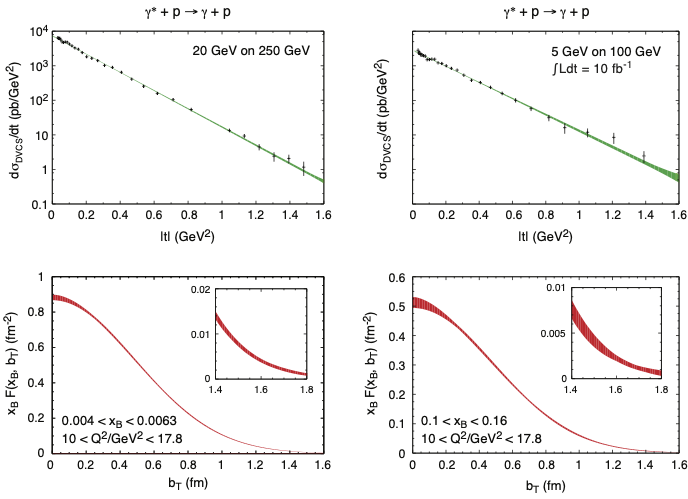 γ* + p → γ + p
γ* + p → γ + p
10⁴
10³
10²
10
1
0.1
dσ_DVCS/dt (pb/GeV²)
20 GeV on 250 GeV
0 0.2 0.4 0.6 0.8 1 1.2 1.4 1.6
|t| (GeV²)
10⁴
10³
10²
10
1
0.1
dσ_DVCS/dt (pb/GeV²)
5 GeV on 100 GeV
∫Ldt = 10 fb⁻¹
0 0.2 0.4 0.6 0.8 1 1.2 1.4 1.6
|t| (GeV²)
1
0.8
0.6
0.4
0.2
0
x_B F(x_B, b_T) (fm⁻²)
0.02
0.01
0
1.4 1.6 1.8
0.004 < x_B < 0.0063
10 < Q²/GeV² < 17.8
0 0.2 0.4 0.6 0.8 1 1.2 1.4 1.6
b_T (fm)
0.6
0.5
0.4
0.3
0.2
0.1
0
x_B F(x_B, b_T) (fm⁻²)
0.01
0.005
0
1.4 1.6 1.8
0.1 < x_B < 0.16
10 < Q²/GeV² < 17.8
0 0.2 0.4 0.6 0.8 1 1.2 1.4 1.6
b_T (fm)